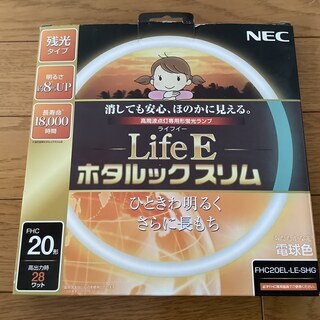 残光
タイプ
NEC
明るさ
約8%UP
長寿命
18,000
時間
消しても安心、ほのかに見える。
高周波点灯専用形蛍光ランプ
ライフイー
LifeE
ホタルックスリム
ひときわ明るく
さらに長もち
FHC
20形
高出力時
28
ワット
電球色
FHC20EL-LE-SHG